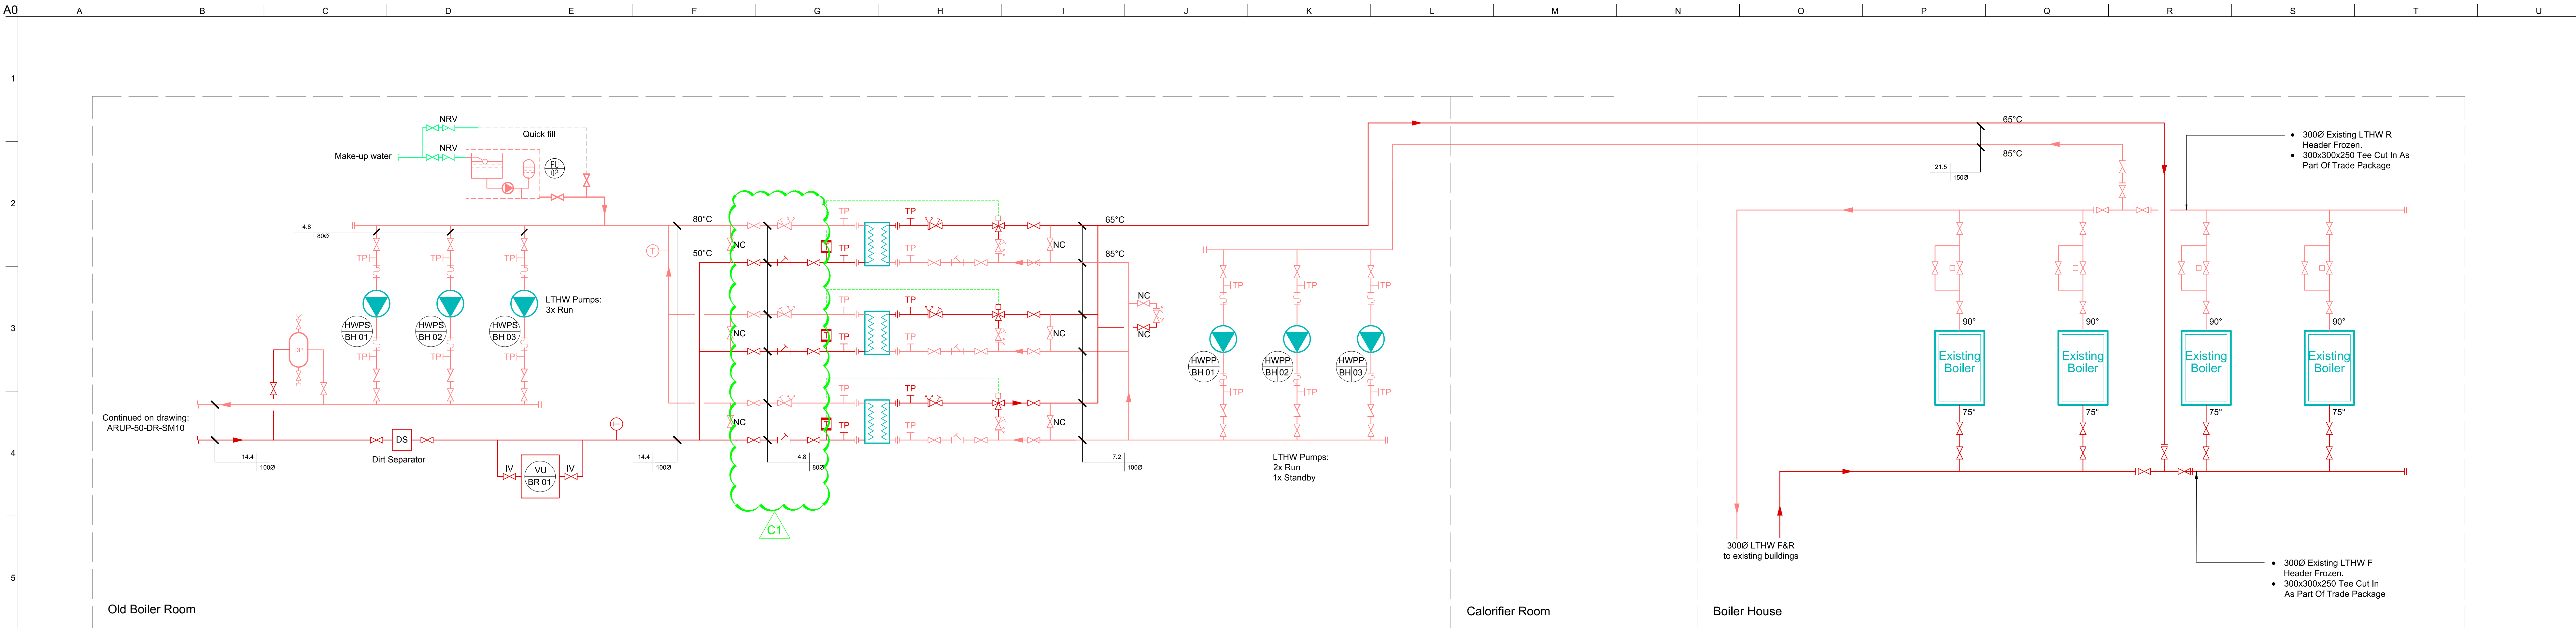 A0
A B C D E F G H I J K L M N O P Q R S T U
1
2
3
4
5
NRV
Quick fill
Make-up water
NRV
PU
02
4.8
80Ø
TP
TP
TP
LTHW Pumps:
3x Run
HWPS
BH 01
HWPS
BH 02
HWPS
BH 03
TP
TP
TP
DP
Continued on drawing:
ARUP-50-DR-SM10
14.4
100Ø
DS
Dirt Separator
IV
VU
BR 01
IV
T
T
14.4
100Ø
80°C
50°C
NC
TP
TP
T
TP
TP
NC
65°C
85°C
NC
TP
TP
T
TP
TP
NC
NC
TP
TP
T
TP
TP
NC
4.8
80Ø
7.2
100Ø
C1
NC
NC
TP
TP
TP
HWPP
BH 01
HWPP
BH 02
HWPP
BH 03
TP
TP
TP
LTHW Pumps:
2x Run
1x Standby
65°C
85°C
21.5
150Ø
• 300Ø Existing LTHW R
Header Frozen.
• 300x300x250 Tee Cut In As
Part Of Trade Package
90°
90°
90°
90°
Existing
Boiler
Existing
Boiler
Existing
Boiler
Existing
Boiler
75°
75°
75°
75°
300Ø LTHW F&R
to existing buildings
• 300Ø Existing LTHW F
Header Frozen.
• 300x300x250 Tee Cut In
As Part Of Trade Package
Old Boiler Room
Calorifier Room
Boiler House